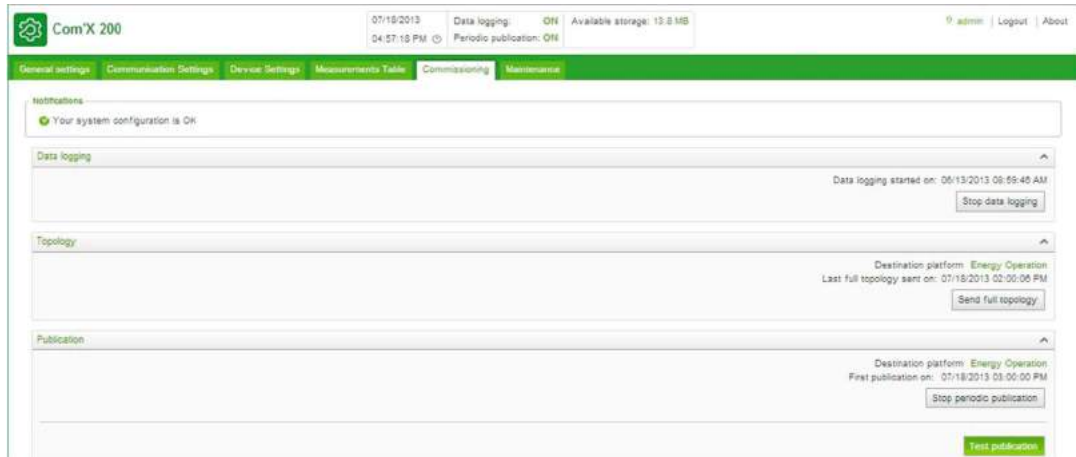 Com'X 200
07/18/2013
04:57:18 PM
Data logging: ON
Periodic publication: ON
Available storage: 13.8 MB
admin | Logout | About
General settings Communication Settings Device Settings Measurements Table Commissioning Maintenance
Notifications
Your system configuration is OK
Data logging
Data logging started on: 06/13/2013 08:59:46 AM
Stop data logging
Topology
Destination platform Energy Operation
Last full topology sent on: 07/18/2013 02:00:06 PM
Send full topology
Publication
Destination platform Energy Operation
First publication on: 07/18/2013 03:00:00 PM
Stop periodic publication
Test publication